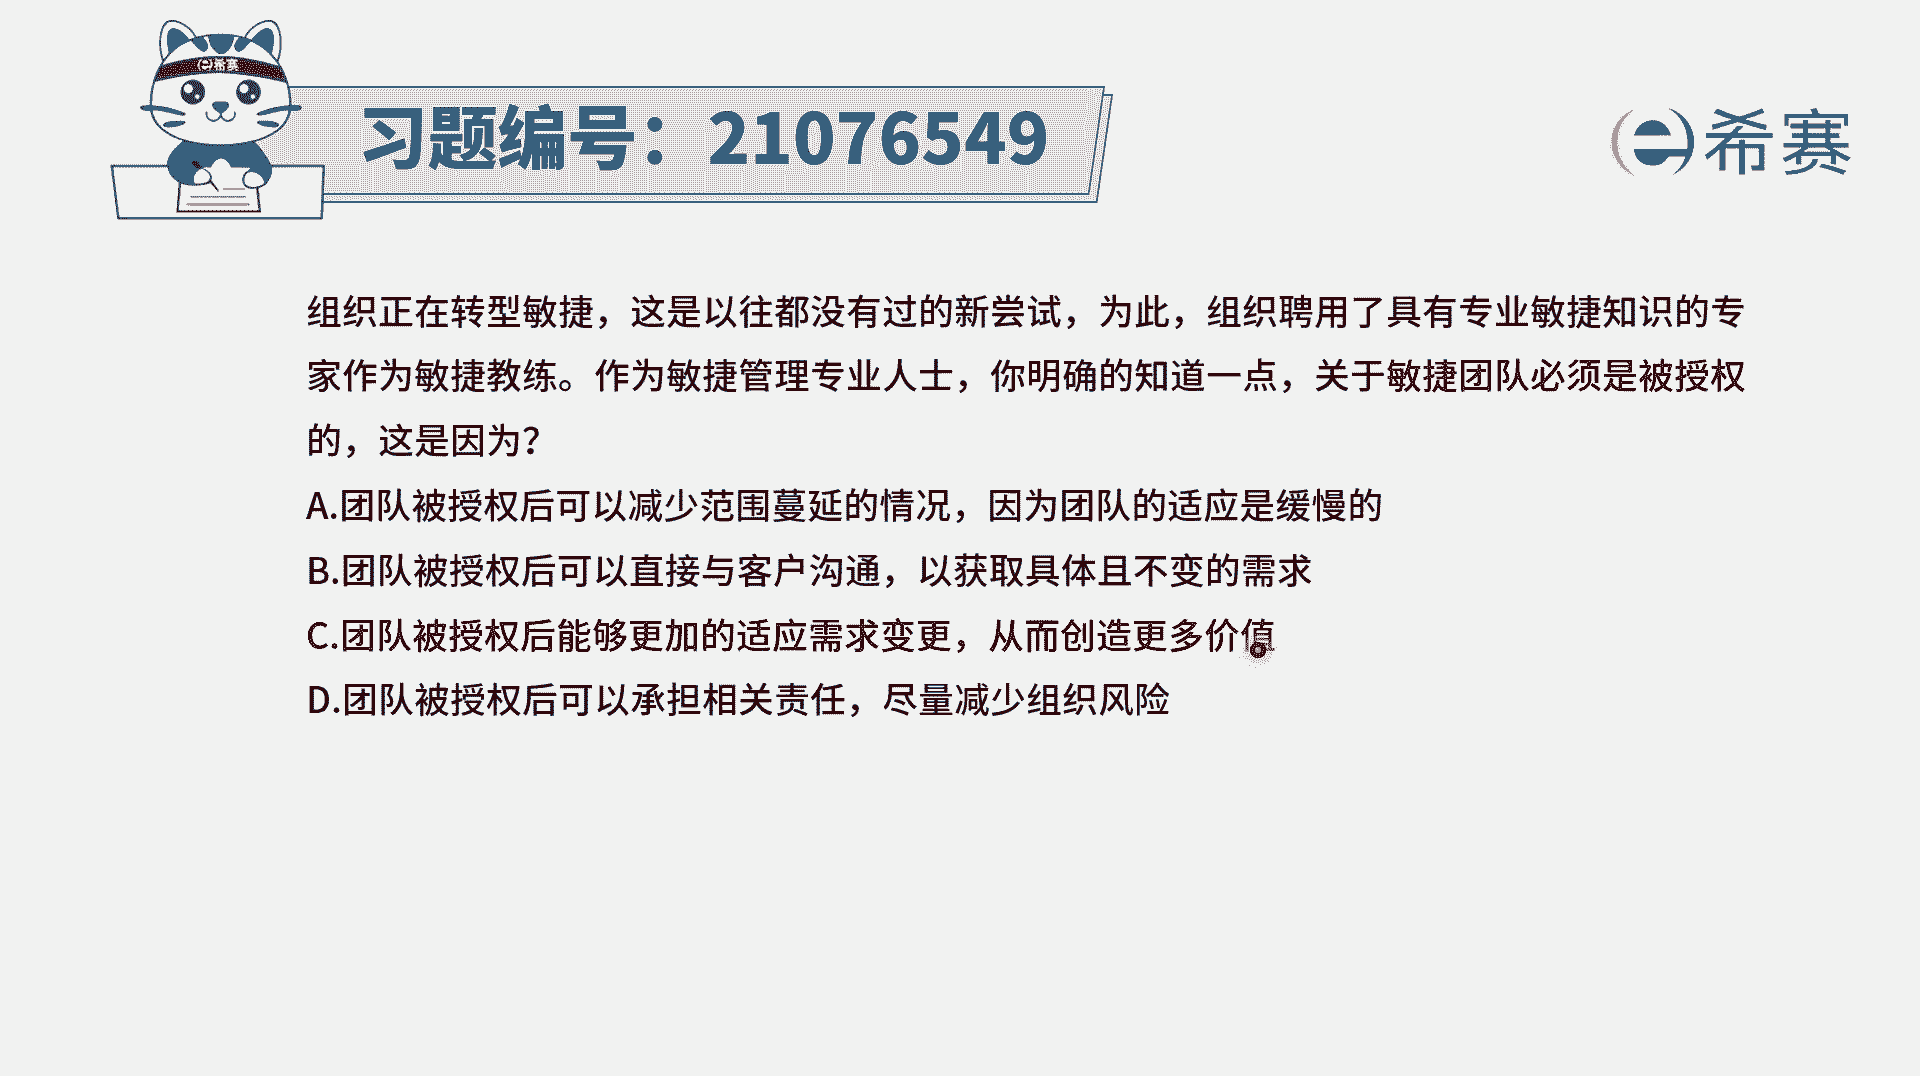 希赛
习题编号：21076549
希赛
组织正在转型敏捷，这是以往都没有过的新尝试，为此，组织聘用了具有专业敏捷知识的专
家作为敏捷教练。作为敏捷管理专业人士，你明确的知道一点，关于敏捷团队必须是被授权
的，这是因为？
A.团队被授权后可以减少范围蔓延的情况，因为团队的适应是缓慢的
B.团队被授权后可以直接与客户沟通，以获取具体且不变的需求
C.团队被授权后能够更加的适应需求变更，从而创造更多价值
D.团队被授权后可以承担相关责任，尽量减少组织风险